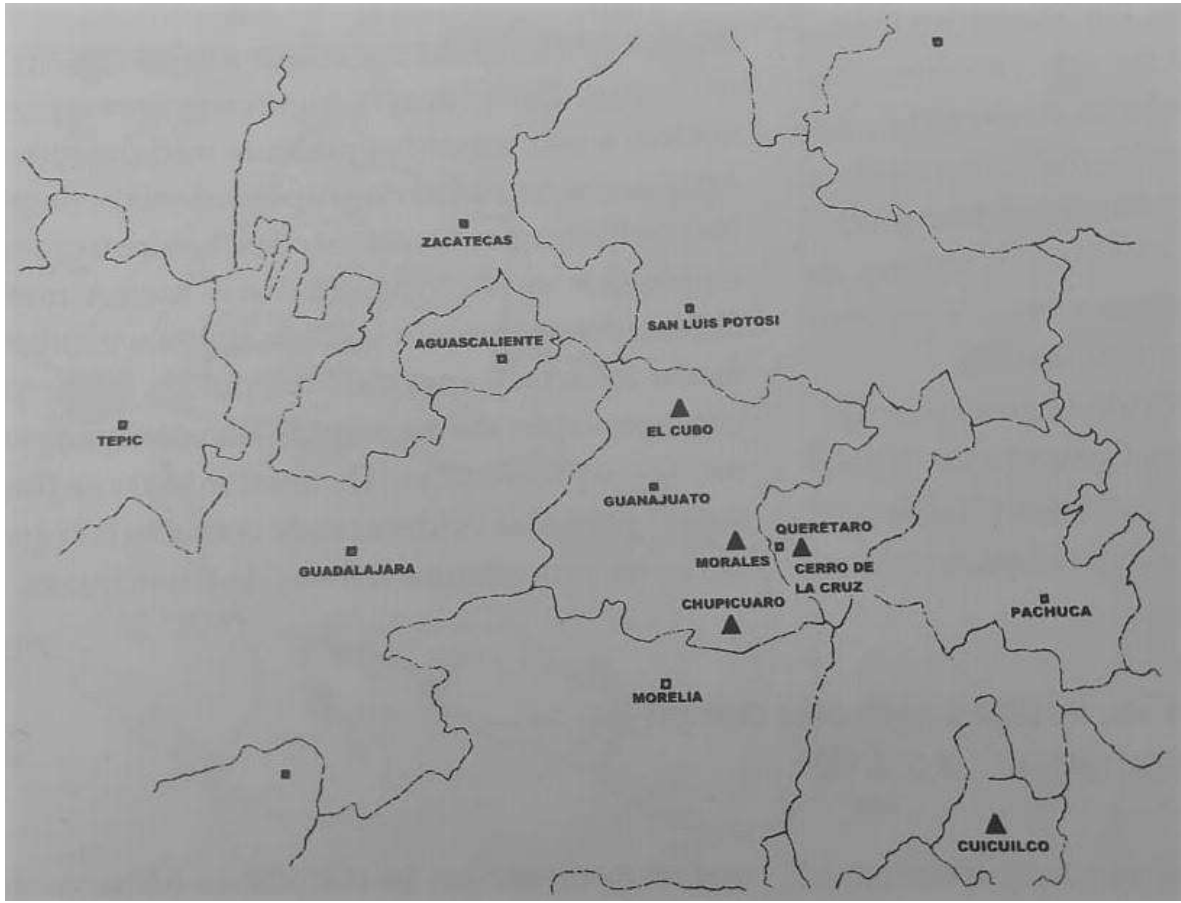 ZACATECAS
SAN LUIS POTOSI
AGUASCALIENTE
TEPIC
EL CUBO
GUANAJUATO
QUERETARO
MORALES
GUADALAJARA
CERRO DE
LA CRUZ
CHUPICUARO
PACHUCA
MORELIA
CUICUILCO